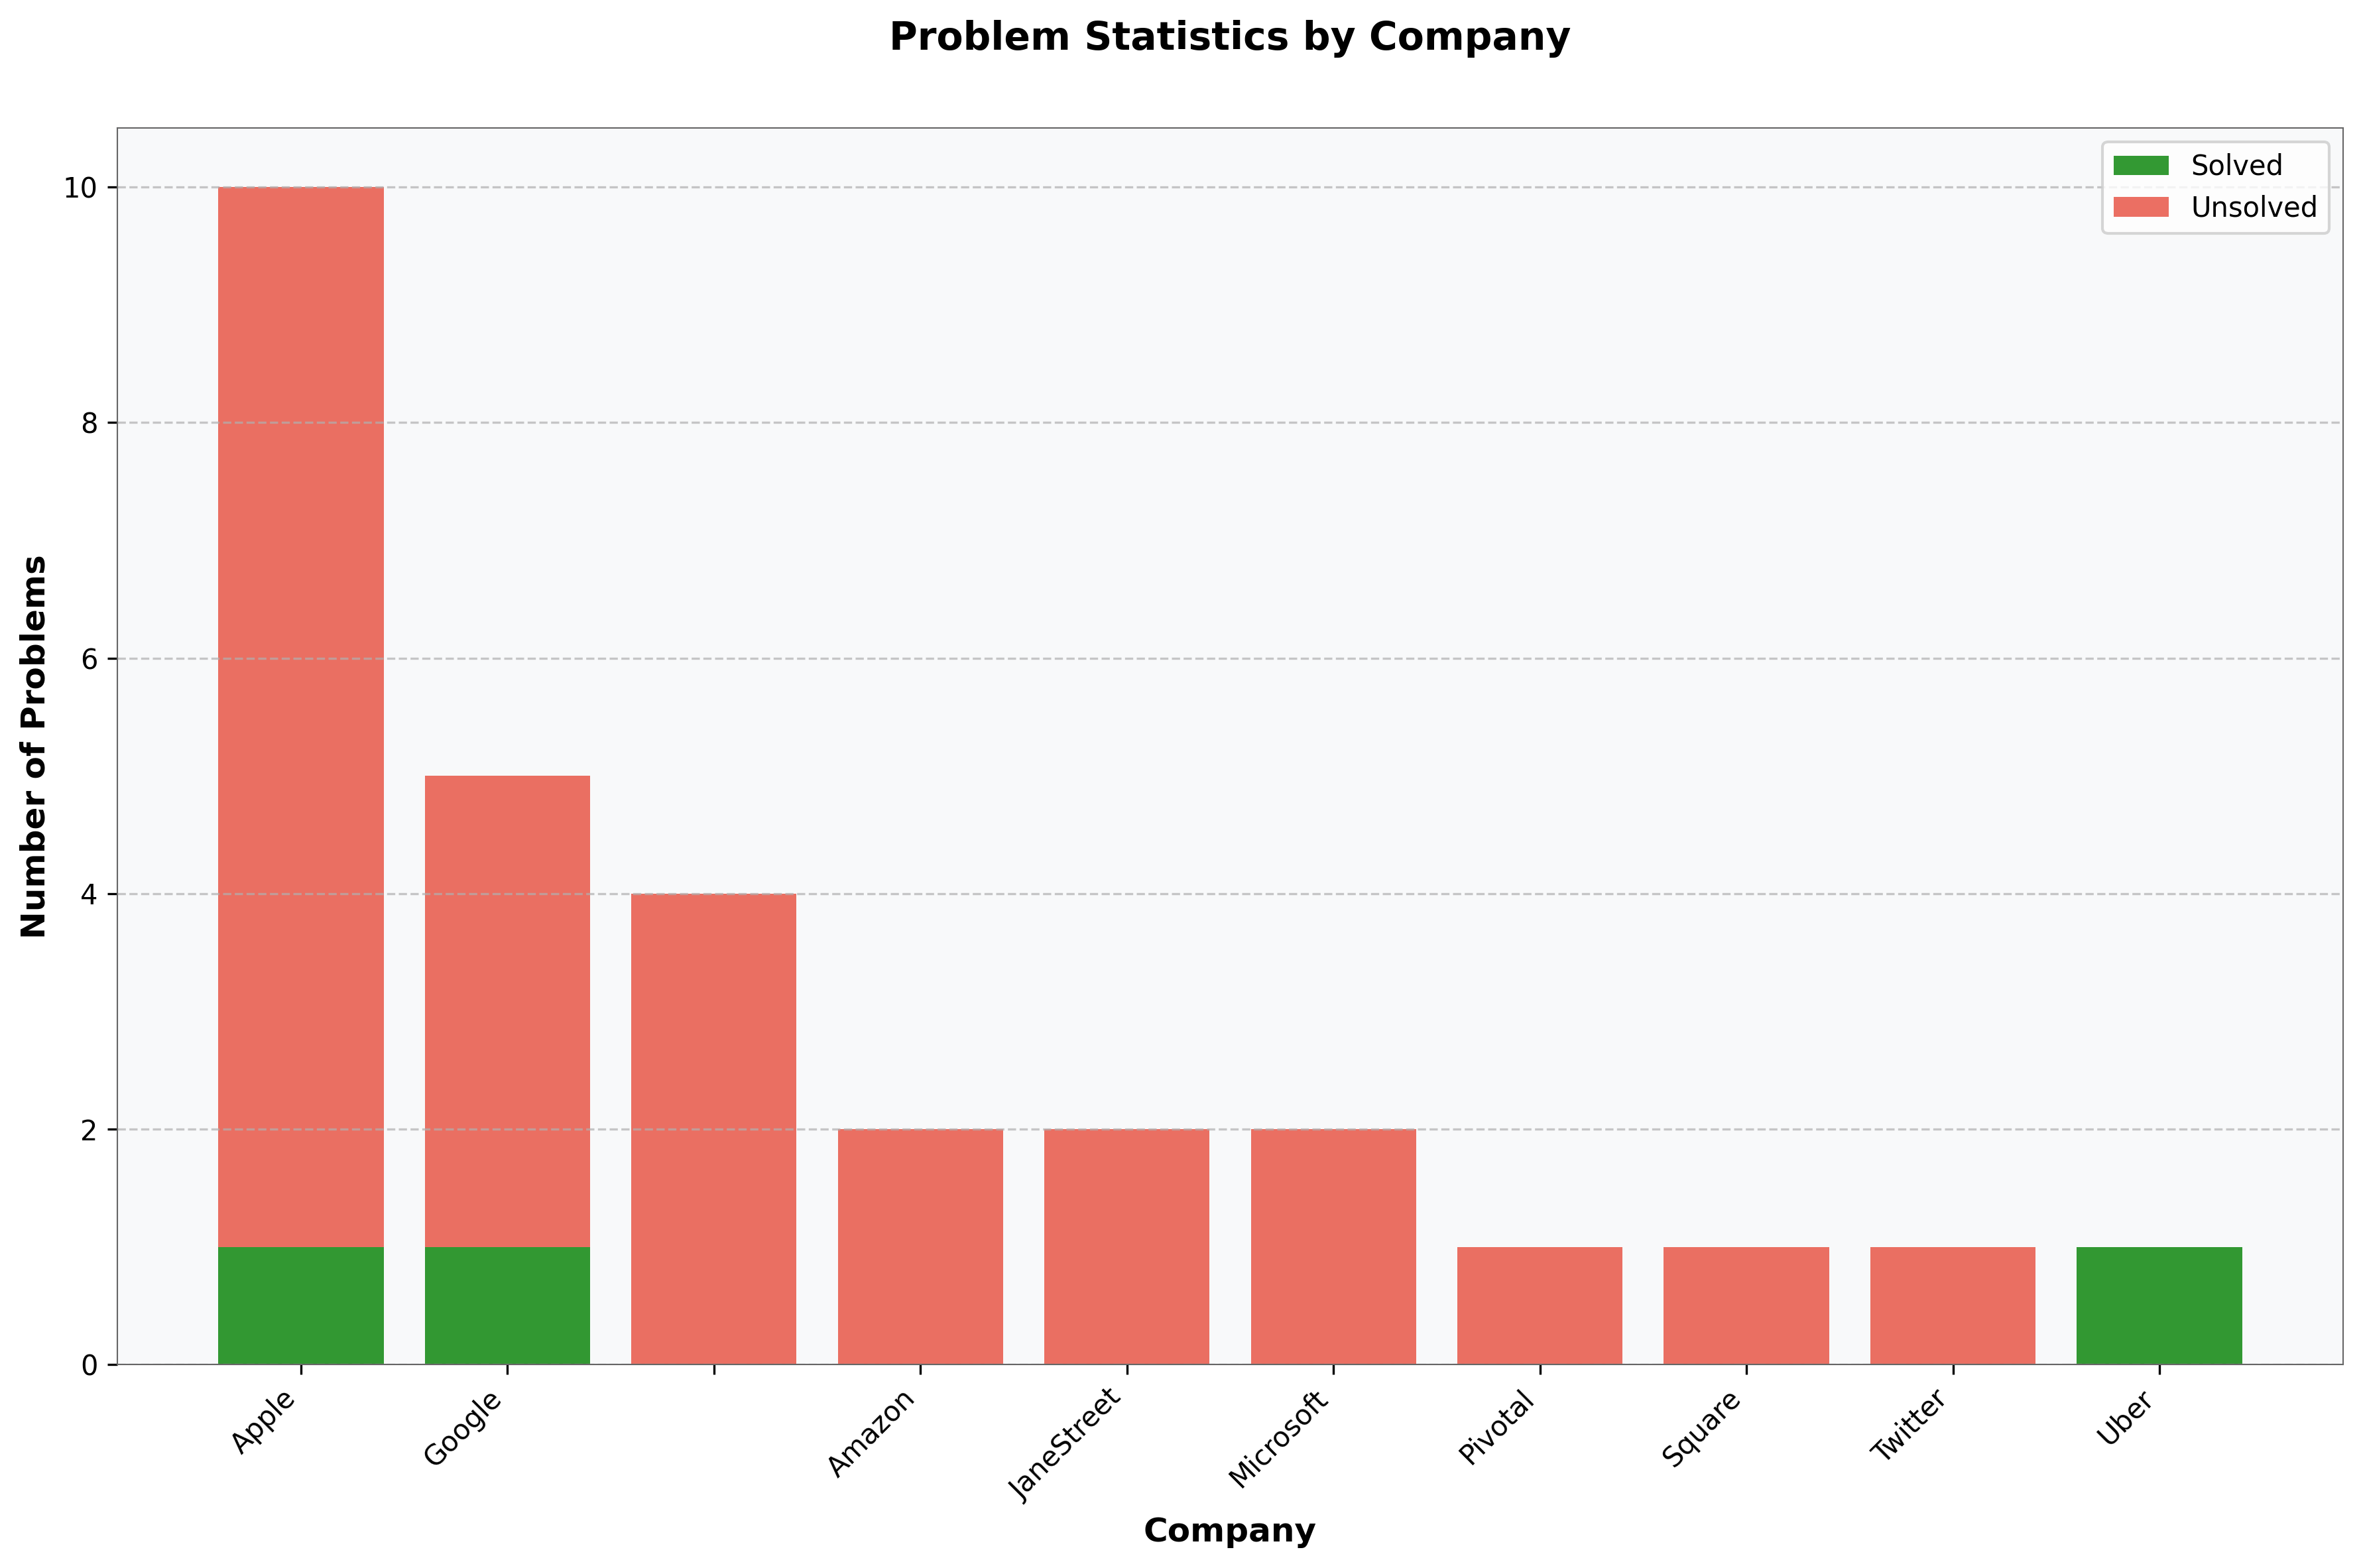 Problem Statistics by Company
Solved
Unsolved
10
8
6
4
2
0
Number of Problems
Apple
Google
Amazon
JaneStreet
Microsoft
Pivotal
Square
Twitter
Uber
Company